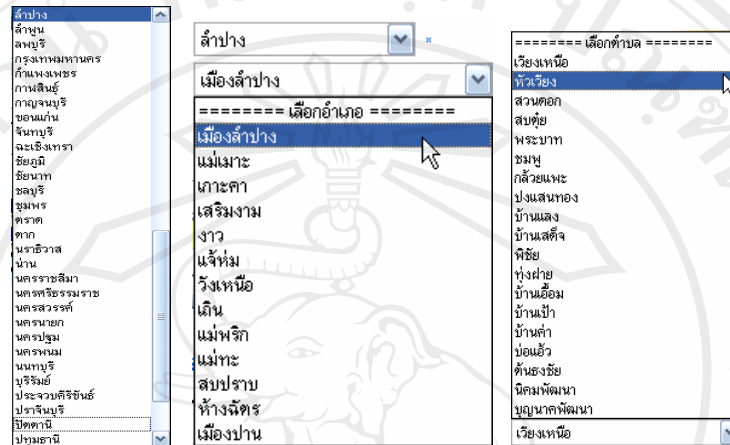 ลำปาง
ลำพูน
ลพบุรี
กรุงเทพมหานคร
กำแพงเพชร
กาฬสินธุ์
กาญจนบุรี
ขอนแก่น
จันทบุรี
ฉะเชิงเทรา
ชัยภูมิ
ชัยนาท
ชลบุรี
ชุมพร
ตราด
ตาก
นราธิวาส
น่าน
นครราชสีมา
นครศรีธรรมราช
นครสวรรค์
นครนายก
นครปฐม
นครพนม
นนทบุรี
บุรีรัมย์
ประจวบคีรีขันธ์
ปราจีนบุรี
ปัตตานี
ปทุมธานี
ลำปาง
เมืองลำปาง
======== เลือกอำเภอ ========
เมืองลำปาง
แม่เมาะ
เกาะคา
เสริมงาม
งาว
แจ้ห่ม
วังเหนือ
เถิน
แม่พริก
แม่ทะ
สบปราบ
ห้างฉัตร
เมืองปาน
======== เลือกตำบล ========
เวียงเหนือ
หัวเวียง
สวนดอก
สบตุ๋ย
พระบาท
ชมพู
กล้วยแพะ
ปงแสนทอง
บ้านแลง
บ้านเสด็จ
พิชัย
ทุ่งฝาย
บ้านเอื้อม
บ้านเป้า
บ้านค่า
บ่อแฮ้ว
ต้นธงชัย
นิคมพัฒนา
บุญนาคพัฒนา
เวียงเหนือ